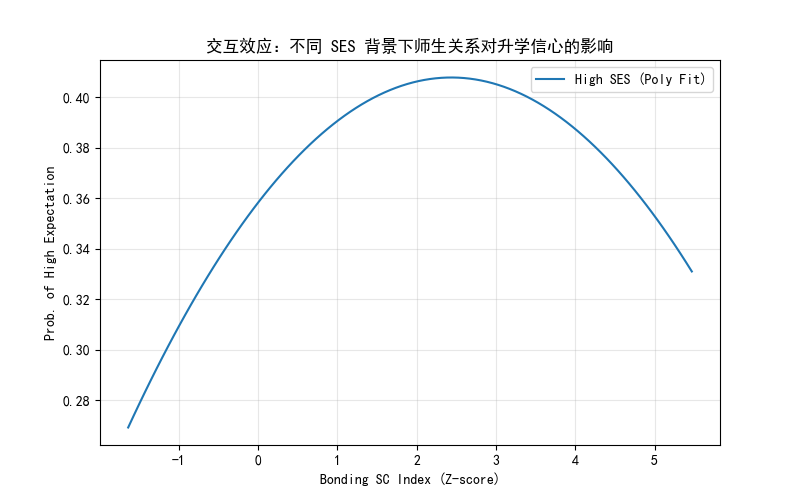 交互效应：不同 SES 背景下师生关系对升学信心的影响
High SES (Poly Fit)
Prob. of High Expectation
0.40
0.38
0.36
0.34
0.32
0.30
0.28
−1 0 1 2 3 4 5
Bonding SC Index (Z-score)